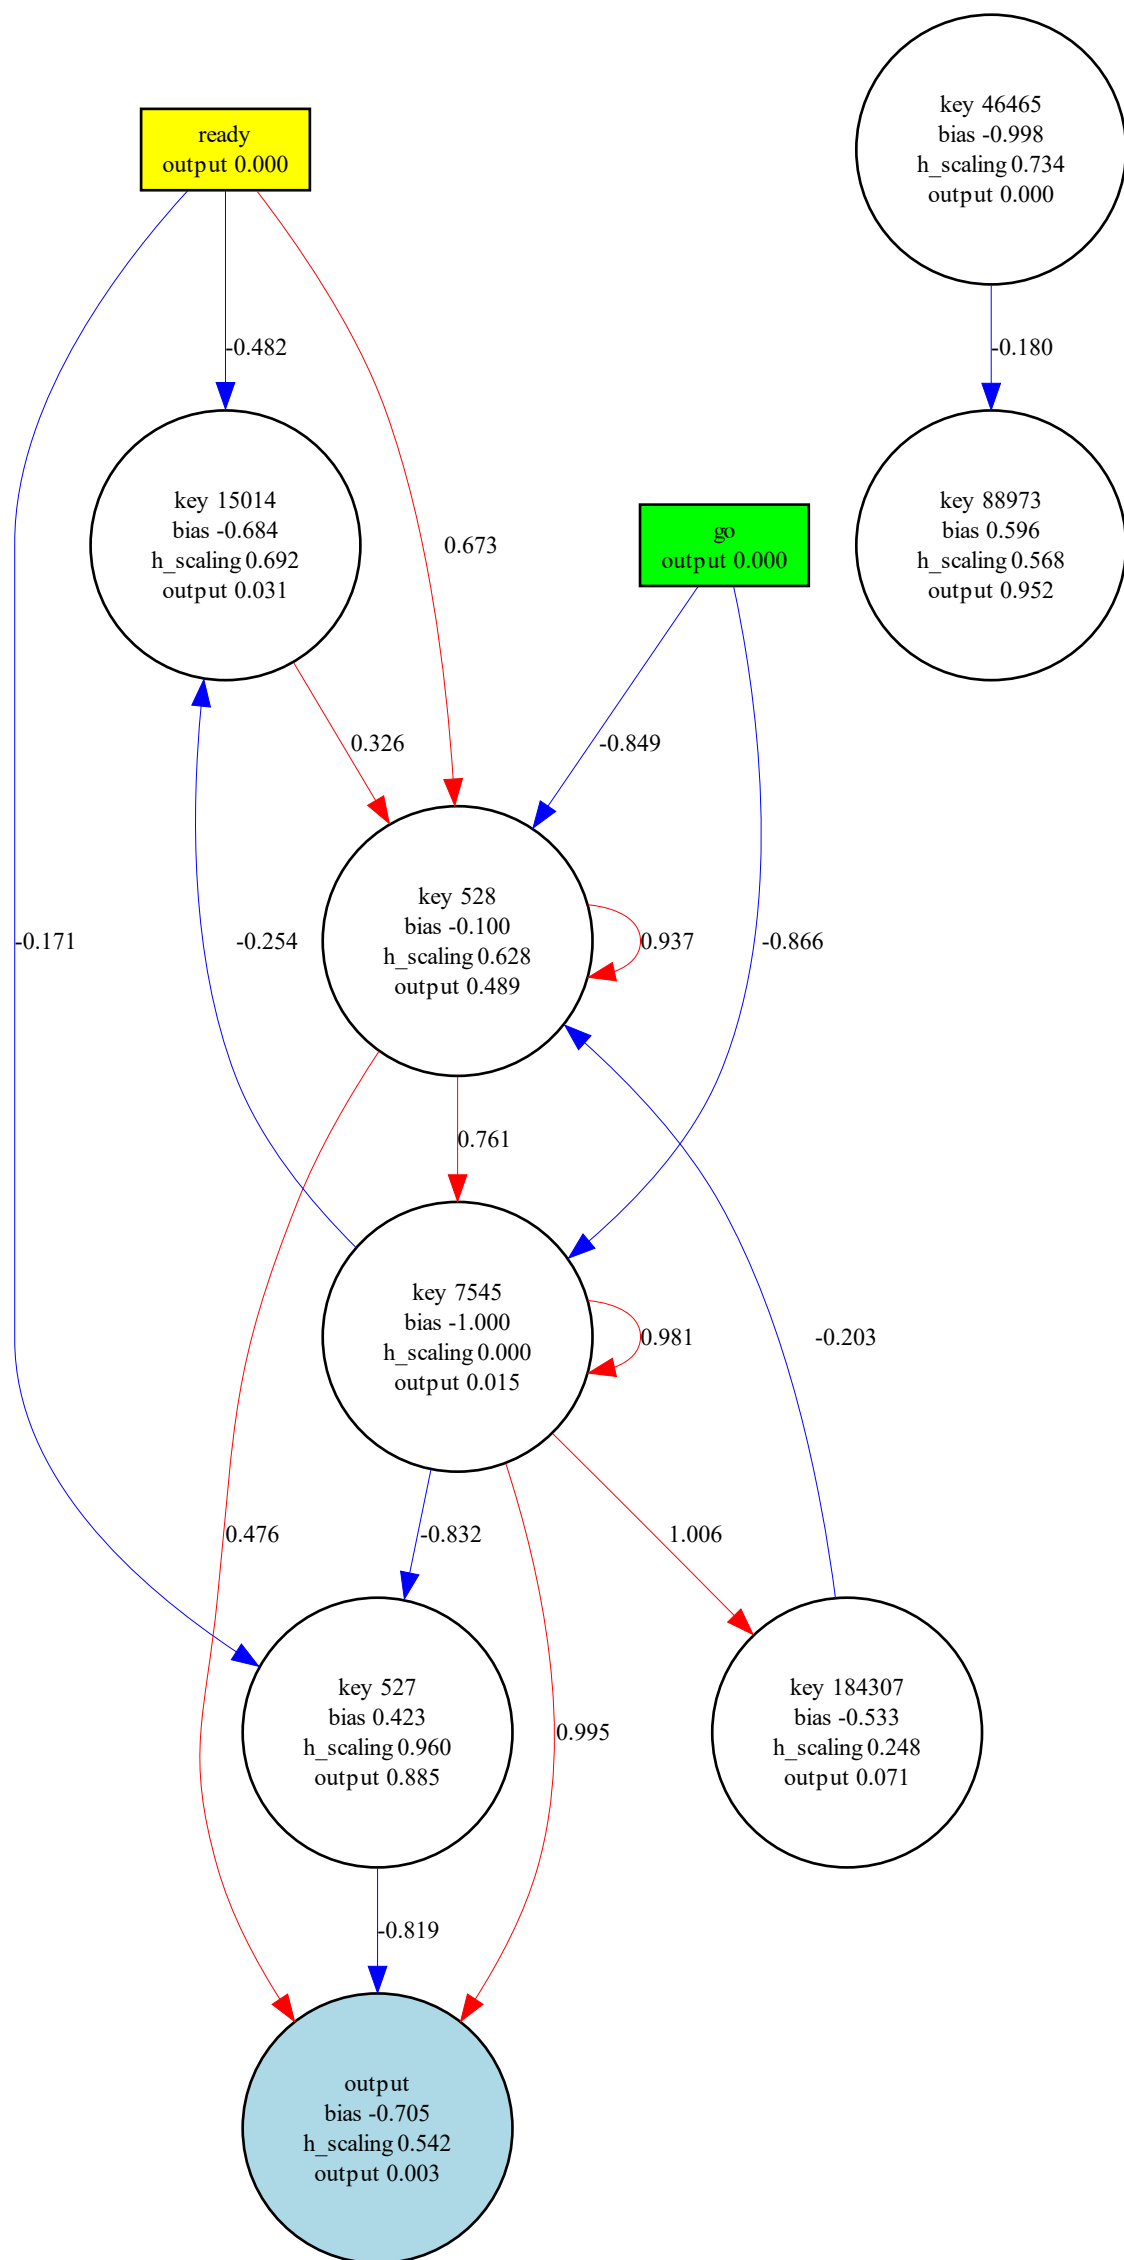 key 46465
bias -0.998
h_scaling 0.734
output 0.000
ready
output 0.000
-0.482
-0.180
key 15014
bias -0.684
h_scaling 0.692
output 0.031
0.673
go
output 0.000
key 88973
bias 0.596
h_scaling 0.568
output 0.952
0.326
-0.849
-0.171
-0.254
key 528
bias -0.100
h_scaling 0.628
output 0.489
0.937
-0.866
0.761
key 7545
bias -1.000
h_scaling 0.000
output 0.015
0.981
-0.203
0.476
-0.832
1.006
key 527
bias 0.423
h_scaling 0.960
output 0.885
0.995
key 184307
bias -0.533
h_scaling 0.248
output 0.071
-0.819
output
bias -0.705
h_scaling 0.542
output 0.003